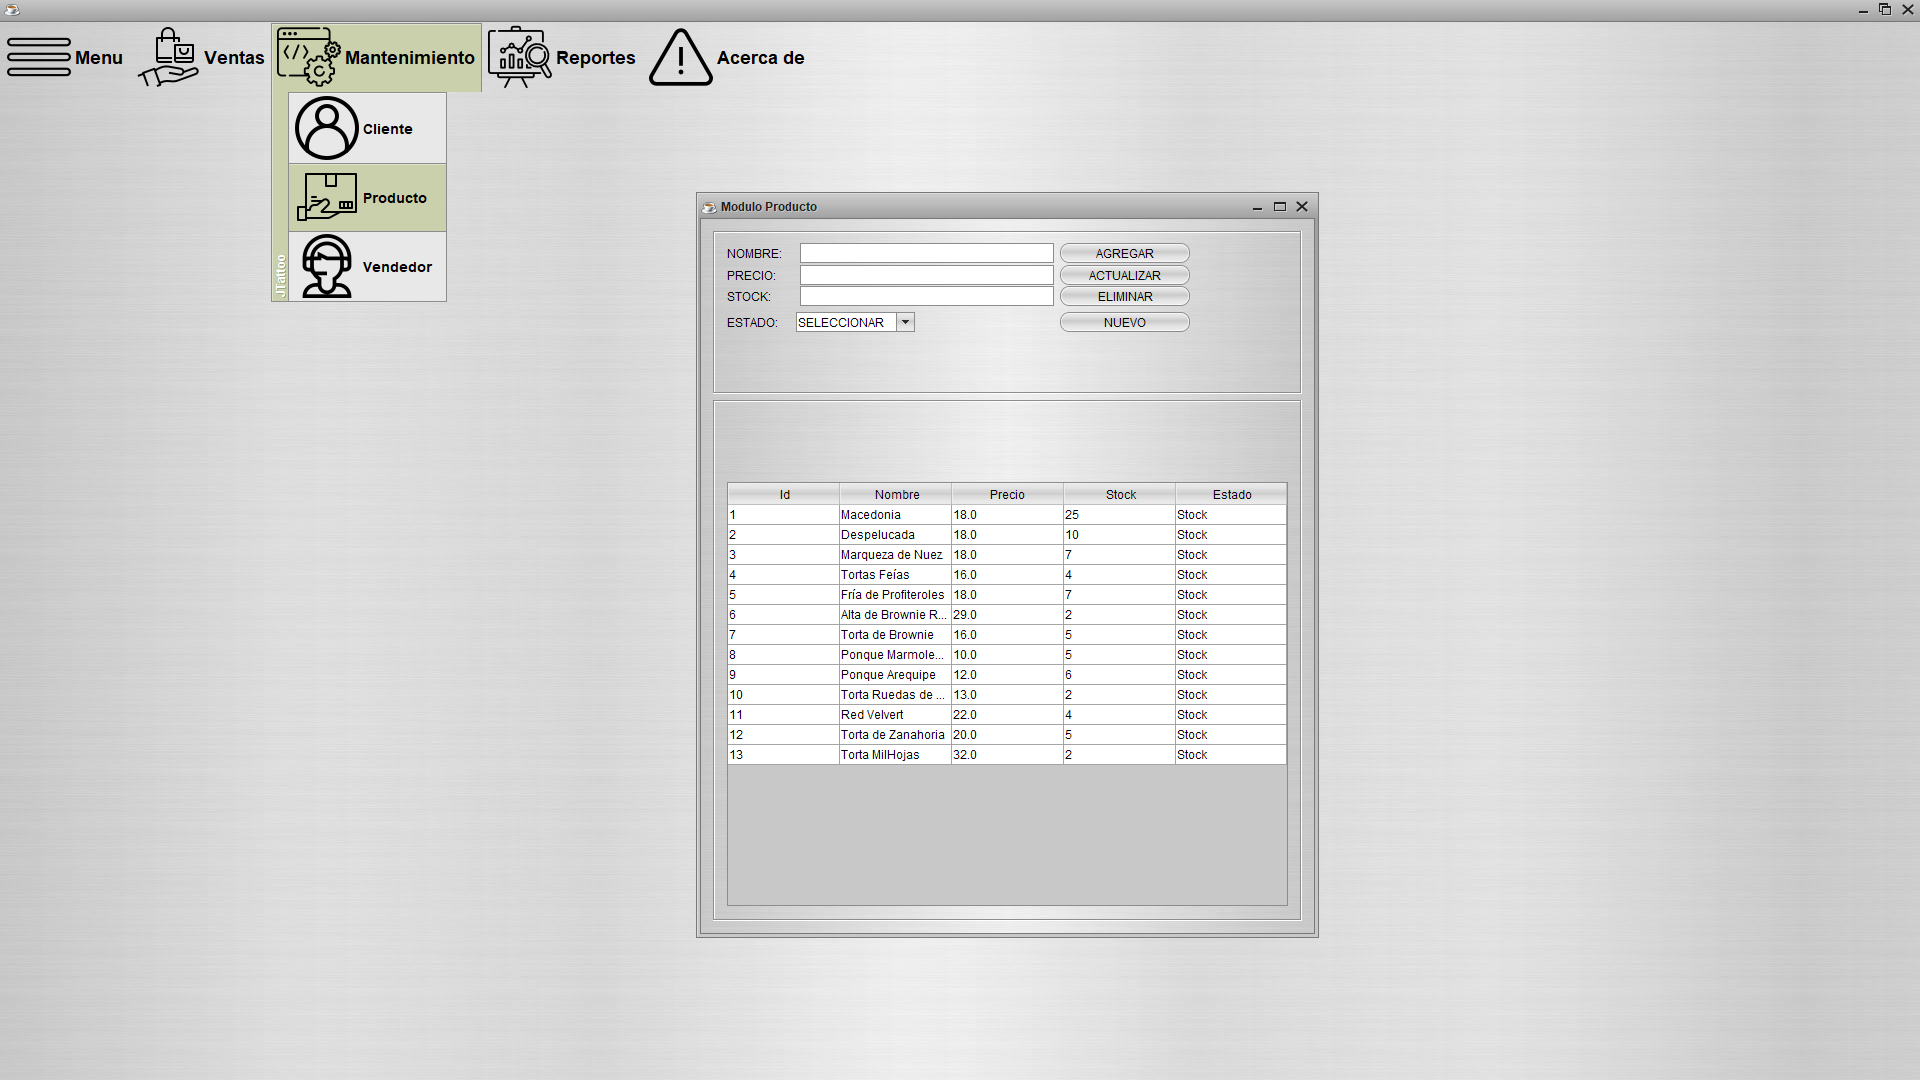 Menu Ventas Mantenimiento Reportes Acerca de
Cliente
Producto
Vendedor
JTattoo
Modulo Producto
NOMBRE: AGREGAR
PRECIO: ACTUALIZAR
STOCK: ELIMINAR
ESTADO: SELECCIONAR NUEVO
Id Nombre Precio Stock Estado
1 Macedonia 18.0 25 Stock
2 Despelucada 18.0 10 Stock
3 Marqueza de Nuez 18.0 7 Stock
4 Tortas Feías 16.0 4 Stock
5 Fría de Profiteroles 18.0 7 Stock
6 Alta de Brownie R... 29.0 2 Stock
7 Torta de Brownie 16.0 5 Stock
8 Ponque Marmole... 10.0 5 Stock
9 Ponque Arequipe 12.0 6 Stock
10 Torta Ruedas de ... 13.0 2 Stock
11 Red Velvert 22.0 4 Stock
12 Torta de Zanahoria 20.0 5 Stock
13 Torta MilHojas 32.0 2 Stock